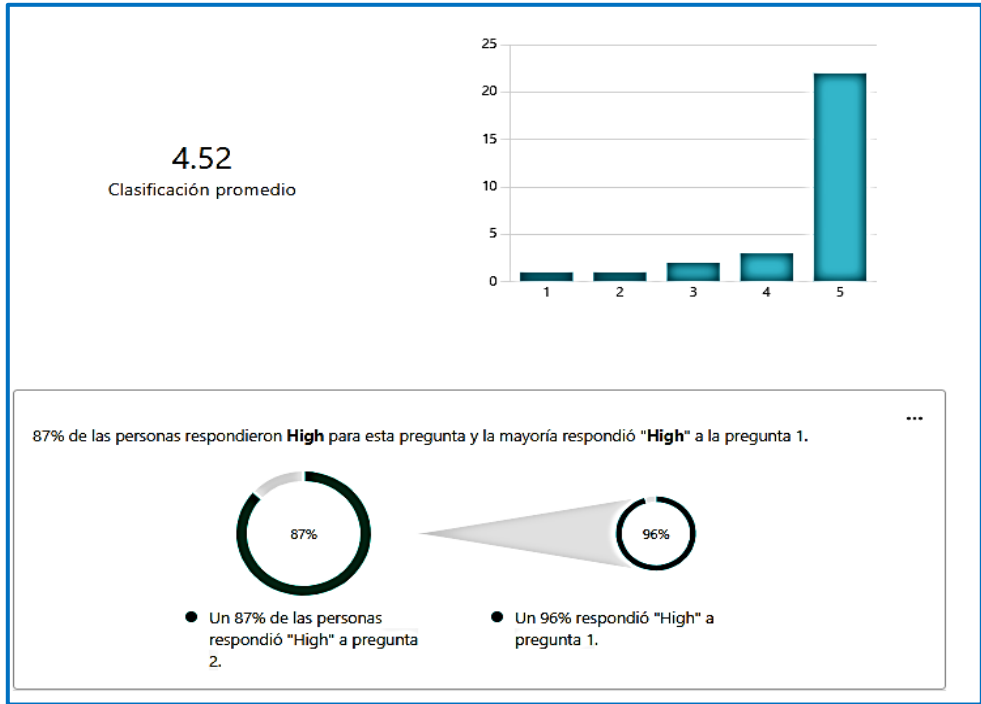 4.52
Clasificación promedio
25
20
15
10
5
0
1 2 3 4 5
...
87% de las personas respondieron High para esta pregunta y la mayoría respondió "High" a la pregunta 1.
87%
96%
Un 87% de las personas
respondió "High" a pregunta
2.
Un 96% respondió "High" a
pregunta 1.